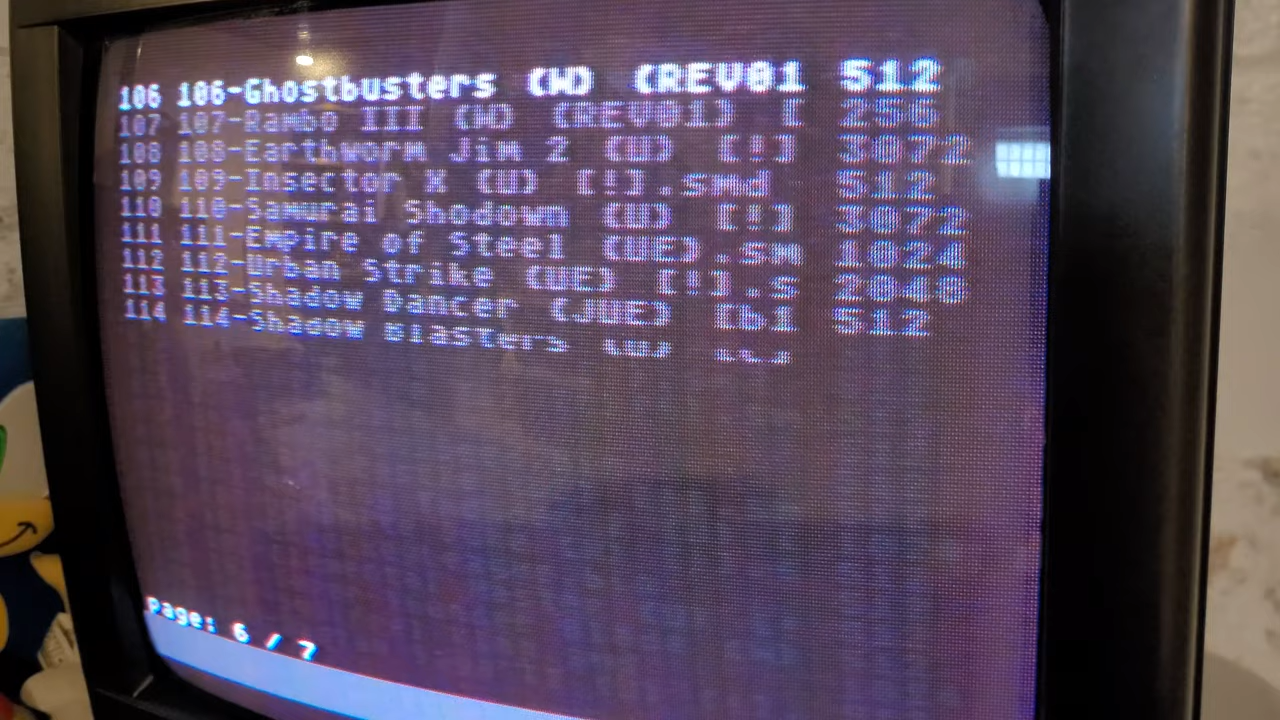 106 106-Ghostbusters (W) (REV01 512
107 107-Rambo III (W) (REV01) [ 256
108 108-Earthworm Jim 2 (U) [!] 3072
109 109-Insector X (U) [!].smd 512
110 110-Samurai Shodown (U) [!] 3072
111 111-Empire of Steel (UE).sm 1024
112 112-Urban Strike (UE) [!].s 2048
113 113-Shadow Dancer (JUE) [b1 512
114 114-Shadow Blasters (U) [!]
page: 6 / 7